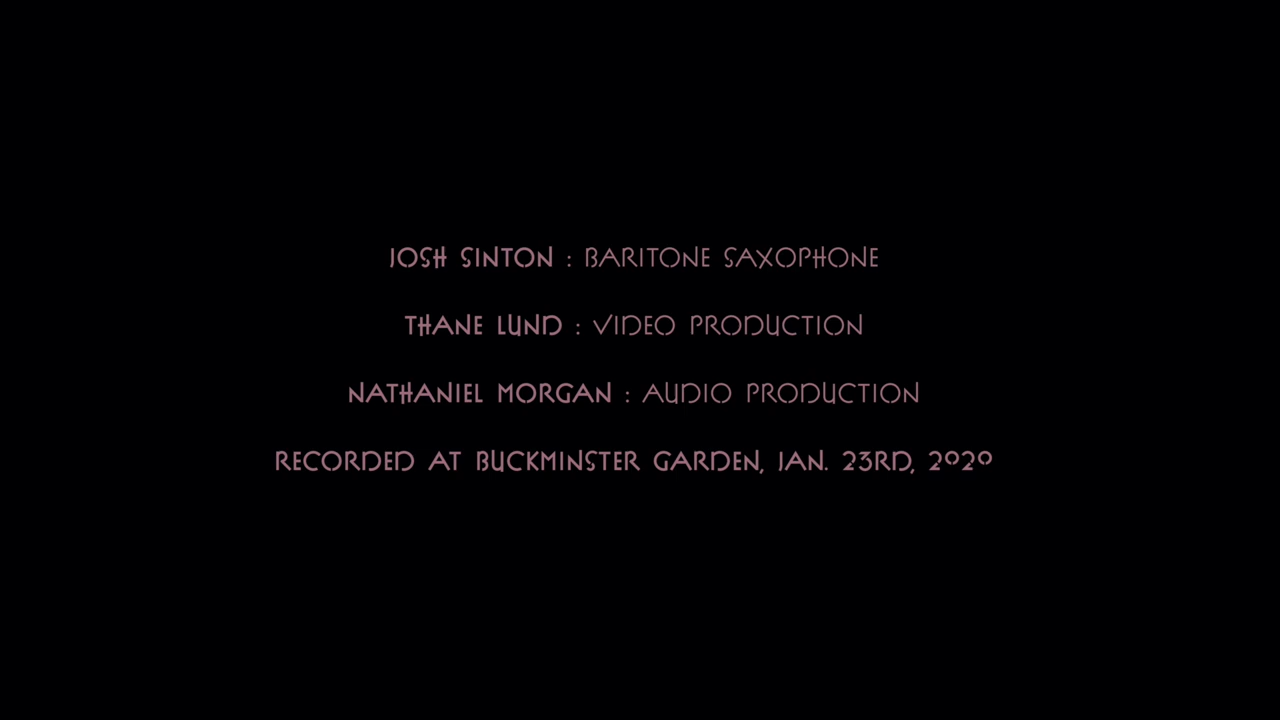 JOSH SINTON : BARITONE SAXOPHONE
THANE LUND : VIDEO PRODUCTION
NATHANIEL MORGAN : AUDIO PRODUCTION
RECORDED AT BUCKMINSTER GARDEN, JAN. 23RD, 2020